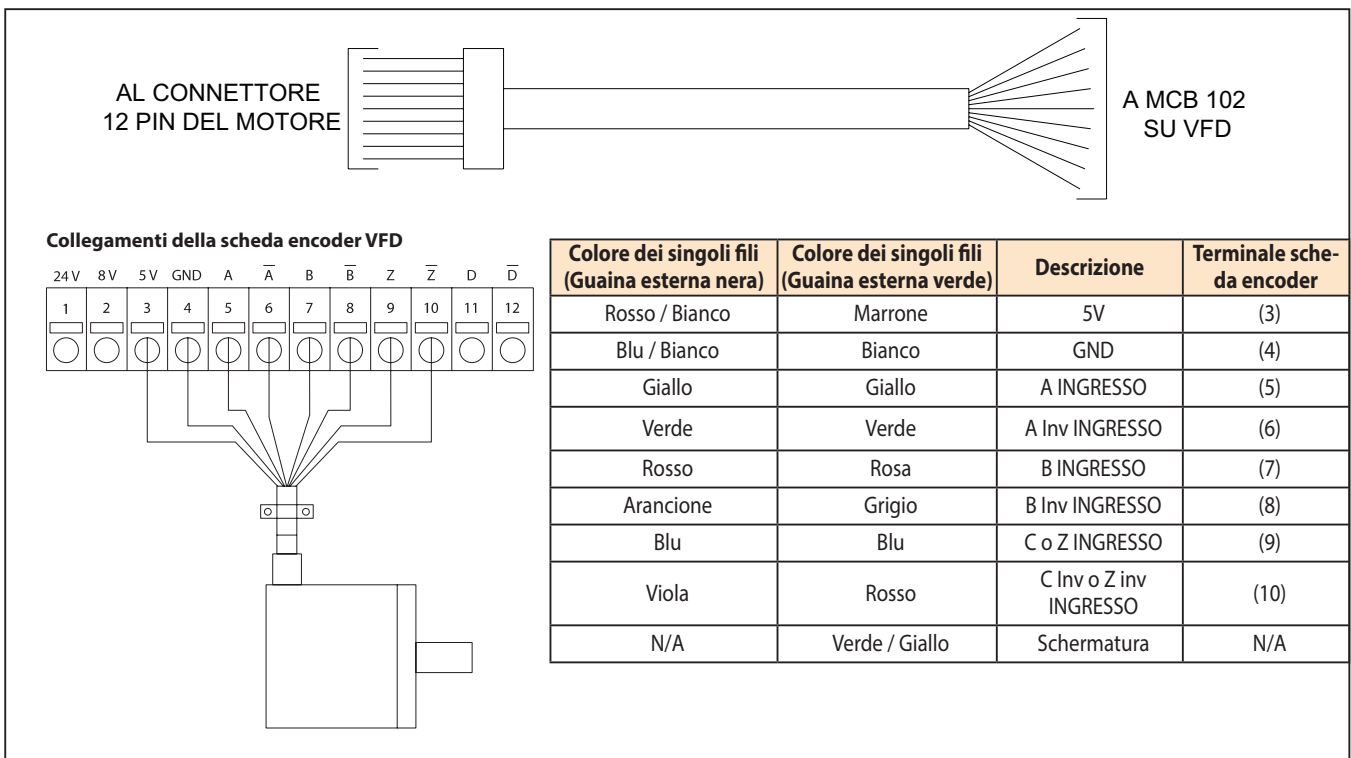 AL CONNETTORE
12 PIN DEL MOTORE
A MCB 102
SU VFD
Collegamenti della scheda encoder VFD
24 V 8 V 5 V GND A A̅ B B̅ Z Z̅ D D̅
1 2 3 4 5 6 7 8 9 10 11 12
Colore dei singoli fili (Guaina esterna nera) Colore dei singoli fili (Guaina esterna verde) Descrizione Terminale sche-da encoder
Rosso / Bianco Marrone 5V (3)
Blu / Bianco Bianco GND (4)
Giallo Giallo A INGRESSO (5)
Verde Verde A Inv INGRESSO (6)
Rosso Rosa B INGRESSO (7)
Arancione Grigio B Inv INGRESSO (8)
Blu Blu C o Z INGRESSO (9)
Viola Rosso C Inv o Z inv INGRESSO (10)
N/A Verde / Giallo Schermatura N/A